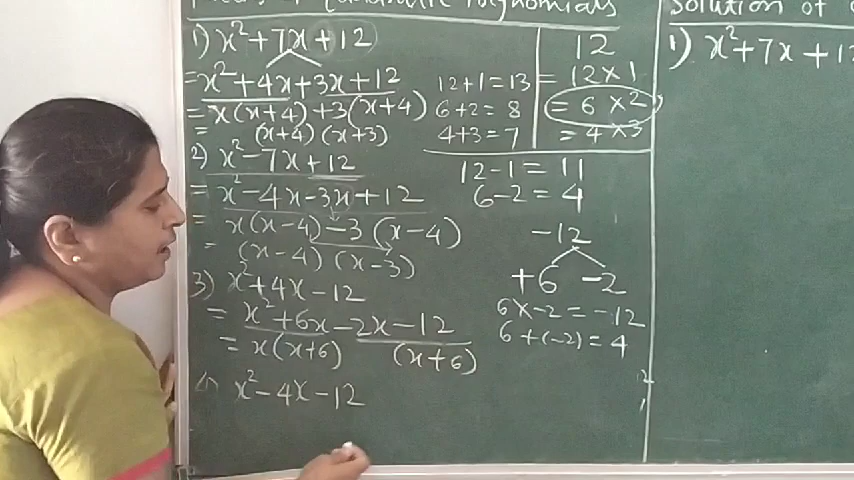 Quadratic Polynomials
1) x² + 7x + 12
= x² + 4x + 3x + 12
= x(x+4) + 3(x+4)
= (x+4) (x+3)
2) x² - 7x + 12
= x² - 4x - 3x + 12
= x(x-4) - 3(x-4)
= (x-4) (x-3)
3) x² + 4x - 12
= x² + 6x - 2x - 12
= x(x+6) (x+6)
4) x² - 4x - 12
12
12+1 = 13 = 12 x 1
6+2 = 8 = 6 x 2
4+3 = 7 = 4 x 3
12 - 1 = 11
6 - 2 = 4
-12
+6 -2
6 x -2 = -12
6 + (-2) = 4
Solution of
1) x² + 7x + 12